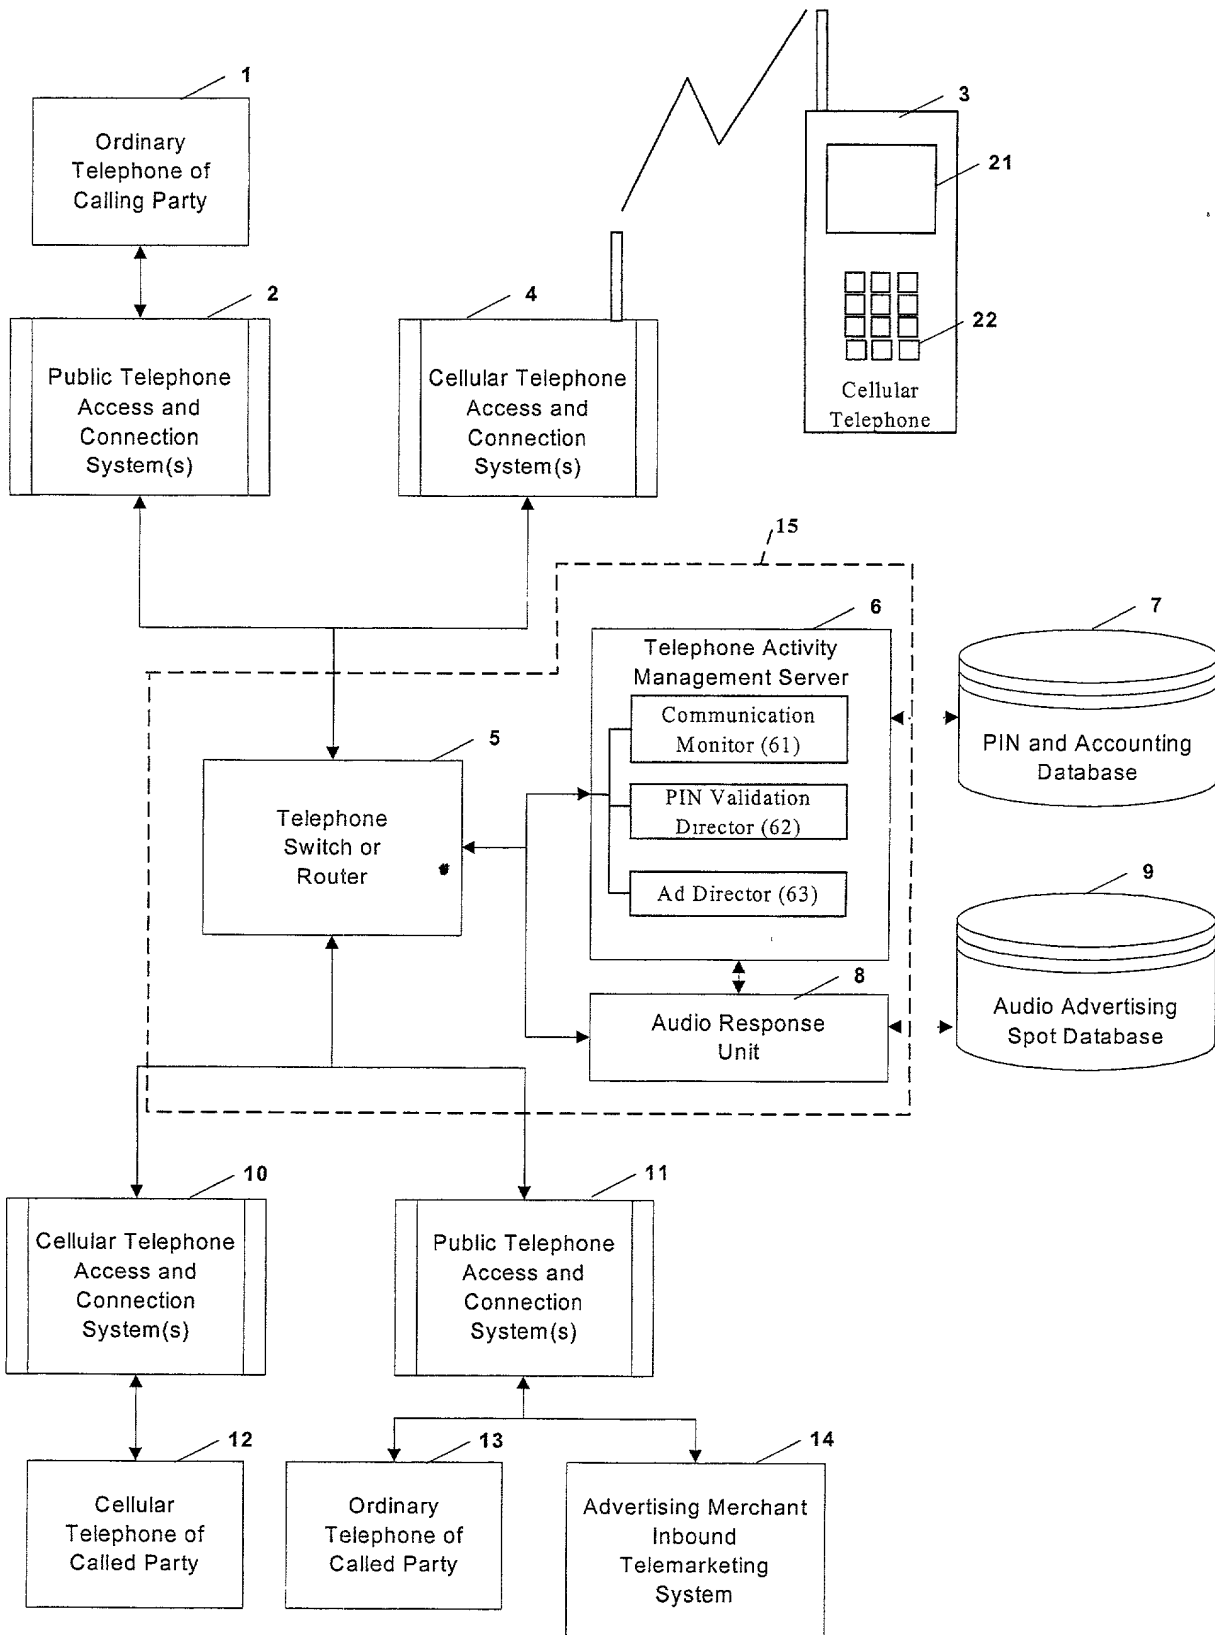 1
Ordinary
Telephone of
Calling Party
3
21
22
Cellular
Telephone
2
Public Telephone
Access and
Connection
System(s)
4
Cellular Telephone
Access and
Connection
System(s)
15
6
Telephone Activity
Management Server
Communication
Monitor (61)
PIN Validation
Director (62)
Ad Director (63)
7
PIN and Accounting
Database
5
Telephone
Switch or
Router
8
Audio Response
Unit
9
Audio Advertising
Spot Database
10
Cellular Telephone
Access and
Connection
System(s)
11
Public Telephone
Access and
Connection
System(s)
12
Cellular
Telephone of
Called Party
13
Ordinary
Telephone of
Called Party
14
Advertising Merchant
Inbound
Telemarketing
System